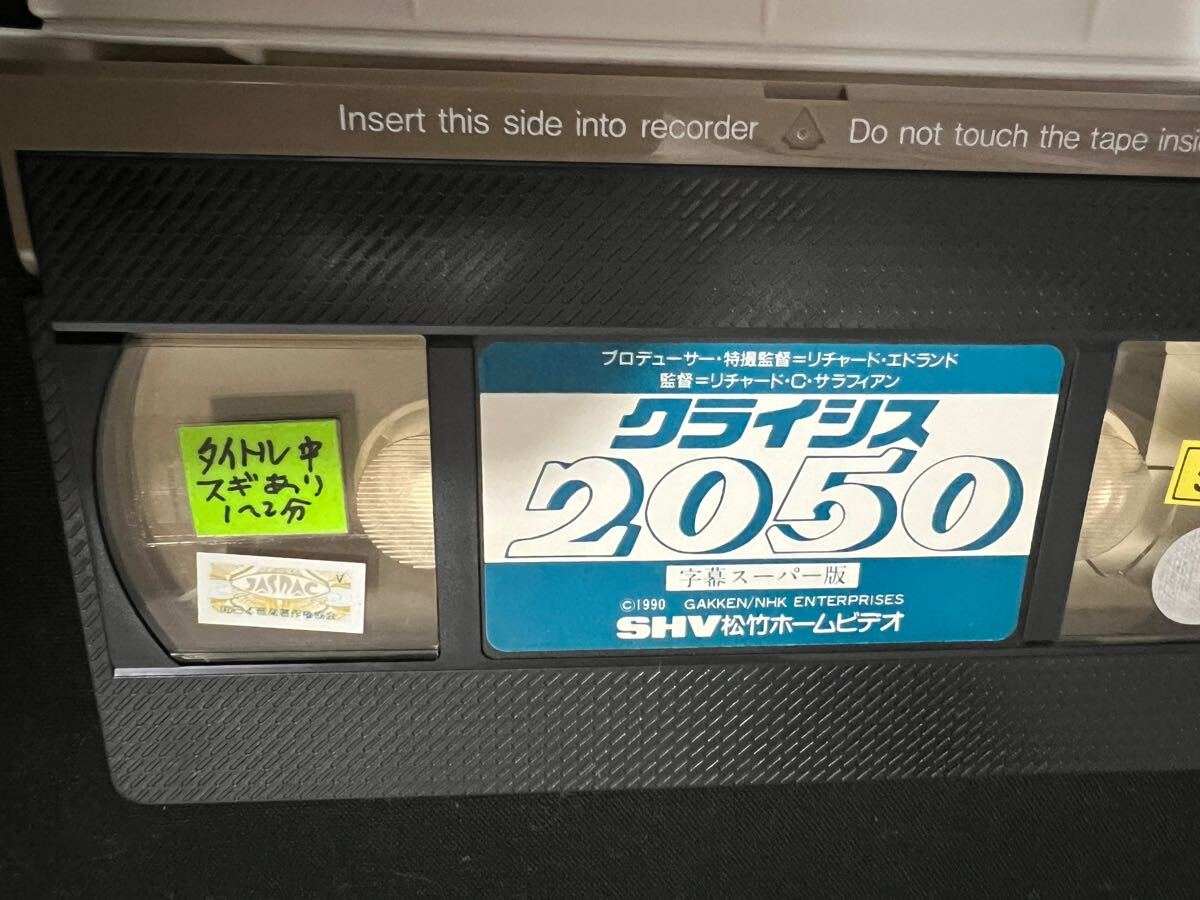 Insert this side into recorder
Do not touch the tape
タイトル中
スギあり
1〜2分
JASRAC
プロデューサー・特撮監督=リチャード・エドランド
監督=リチャード・C・サラフィアン
クライシス
2050
字幕スーパー版
©1990 GAKKEN/NHK ENTERPRISES
SHV松竹ホームビデオ